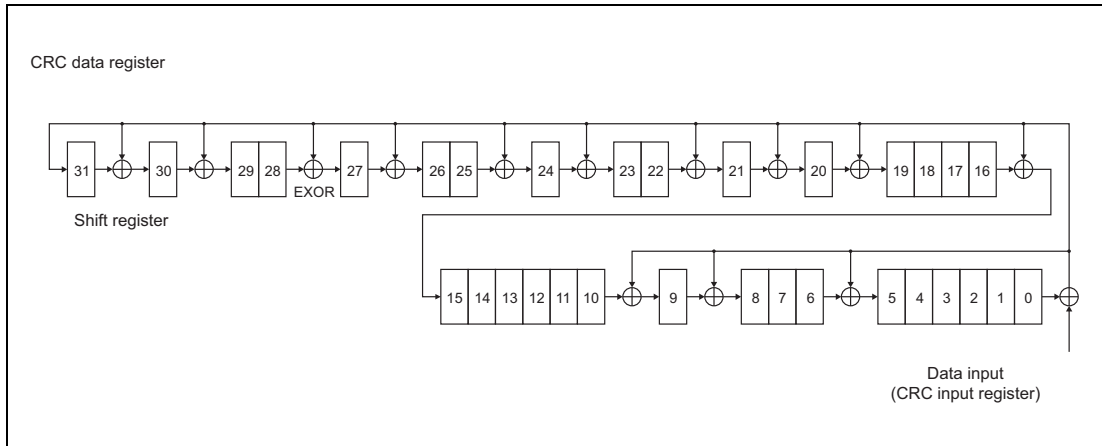 CRC data register
31 30 29 28 27 26 25 24 23 22 21 20 19 18 17 16
EXOR
Shift register
15 14 13 12 11 10 9 8 7 6 5 4 3 2 1 0
Data input
(CRC input register)